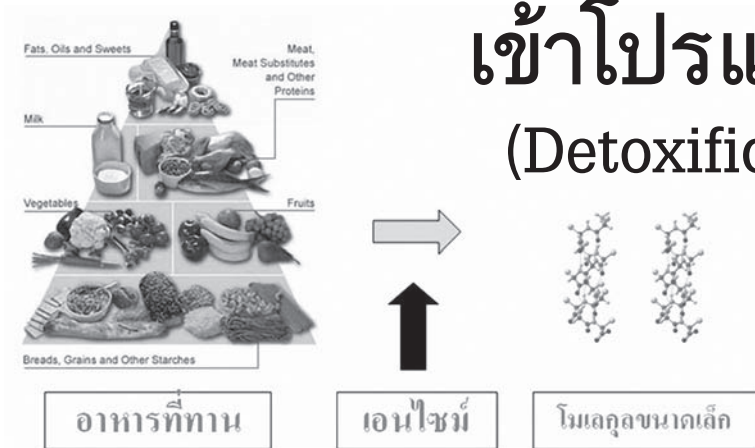 เข้าโปรแ
(Detoxific
Fats, Oils and Sweets
Meat,
Meat Substitutes
and Other
Proteins
Milk
Vegetables
Fruits
Breads, Grains and Other Starches
อาหารที่ทาน
เอนไซม์
โมเลกุลขนาดเล็ก